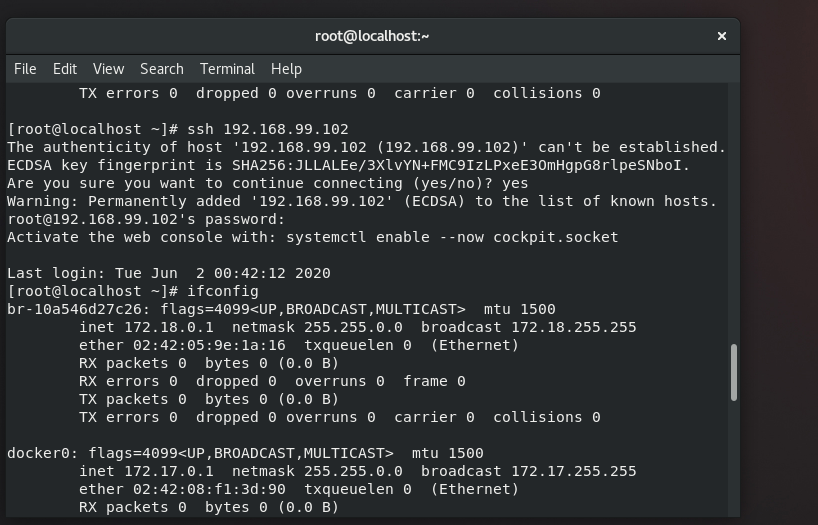 root@localhost:~
File Edit View Search Terminal Help
TX errors 0  dropped 0 overruns 0  carrier 0  collisions 0
[root@localhost ~]# ssh 192.168.99.102
The authenticity of host '192.168.99.102 (192.168.99.102)' can't be established.
ECDSA key fingerprint is SHA256:JLLALEe/3XlvYN+FMC9IzLPxeE3OmHgpG8rlpeSNboI.
Are you sure you want to continue connecting (yes/no)? yes
Warning: Permanently added '192.168.99.102' (ECDSA) to the list of known hosts.
root@192.168.99.102's password:
Activate the web console with: systemctl enable --now cockpit.socket
Last login: Tue Jun  2 00:42:12 2020
[root@localhost ~]# ifconfig
br-10a546d27c26: flags=4099<UP,BROADCAST,MULTICAST>  mtu 1500
inet 172.18.0.1  netmask 255.255.0.0  broadcast 172.18.255.255
ether 02:42:05:9e:1a:16  txqueuelen 0  (Ethernet)
RX packets 0  bytes 0 (0.0 B)
RX errors 0  dropped 0  overruns 0  frame 0
TX packets 0  bytes 0 (0.0 B)
TX errors 0  dropped 0 overruns 0  carrier 0  collisions 0
docker0: flags=4099<UP,BROADCAST,MULTICAST>  mtu 1500
inet 172.17.0.1  netmask 255.255.0.0  broadcast 172.17.255.255
ether 02:42:08:f1:3d:90  txqueuelen 0  (Ethernet)
RX packets 0  bytes 0 (0.0 B)